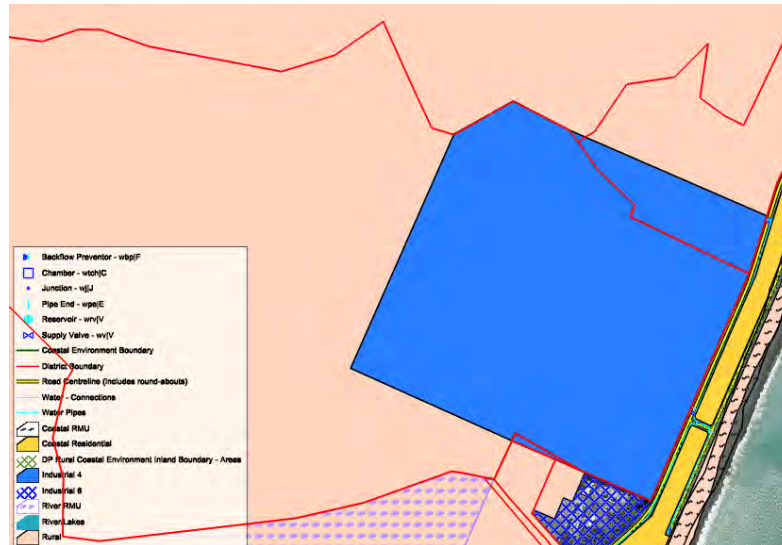 Backflow Preventor - wbp|F
Chamber - wtch|C
Junction - wj|J
Pipe End - wpe|E
Reservoir - wrv|V
Supply Valve - wv|V
Coastal Environment Boundary
District Boundary
Road Centreline (includes round-abouts)
Water - Connections
Water Pipes
Coastal RMU
Coastal Residential
DP Rural Coastal Environment Inland Boundary - Areas
Industrial 4
Industrial 6
River RMU
River/Lakes
Rural